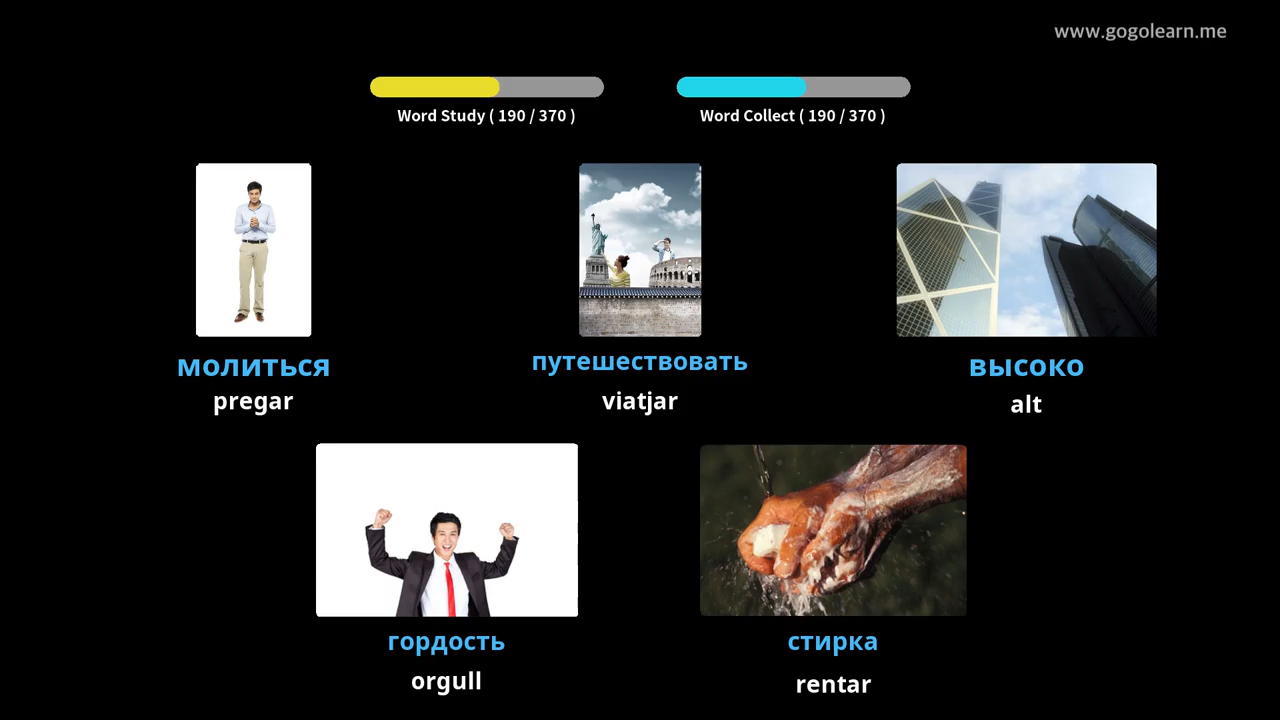 www.gogolearn.me
Word Study ( 190 / 370 )
Word Collect ( 190 / 370 )
молиться
pregar
путешествовать
viatjar
высоко
alt
гордость
orgull
стирка
rentar